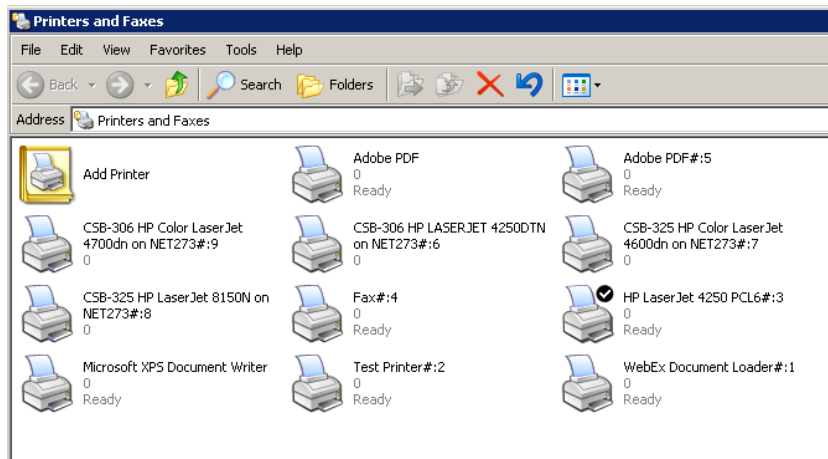 Printers and Faxes
File Edit View Favorites Tools Help
Back Search Folders
Address Printers and Faxes
Add Printer
Adobe PDF
0
Ready
Adobe PDF#:5
0
Ready
CSB-306 HP Color LaserJet
4700dn on NET273#:9
0
CSB-306 HP LASERJET 4250DTN
on NET273#:6
0
CSB-325 HP Color LaserJet
4600dn on NET273#:7
0
CSB-325 HP LaserJet 8150N on
NET273#:8
0
Fax#:4
0
Ready
HP LaserJet 4250 PCL6#:3
0
Ready
Microsoft XPS Document Writer
0
Ready
Test Printer#:2
0
Ready
WebEx Document Loader#:1
0
Ready